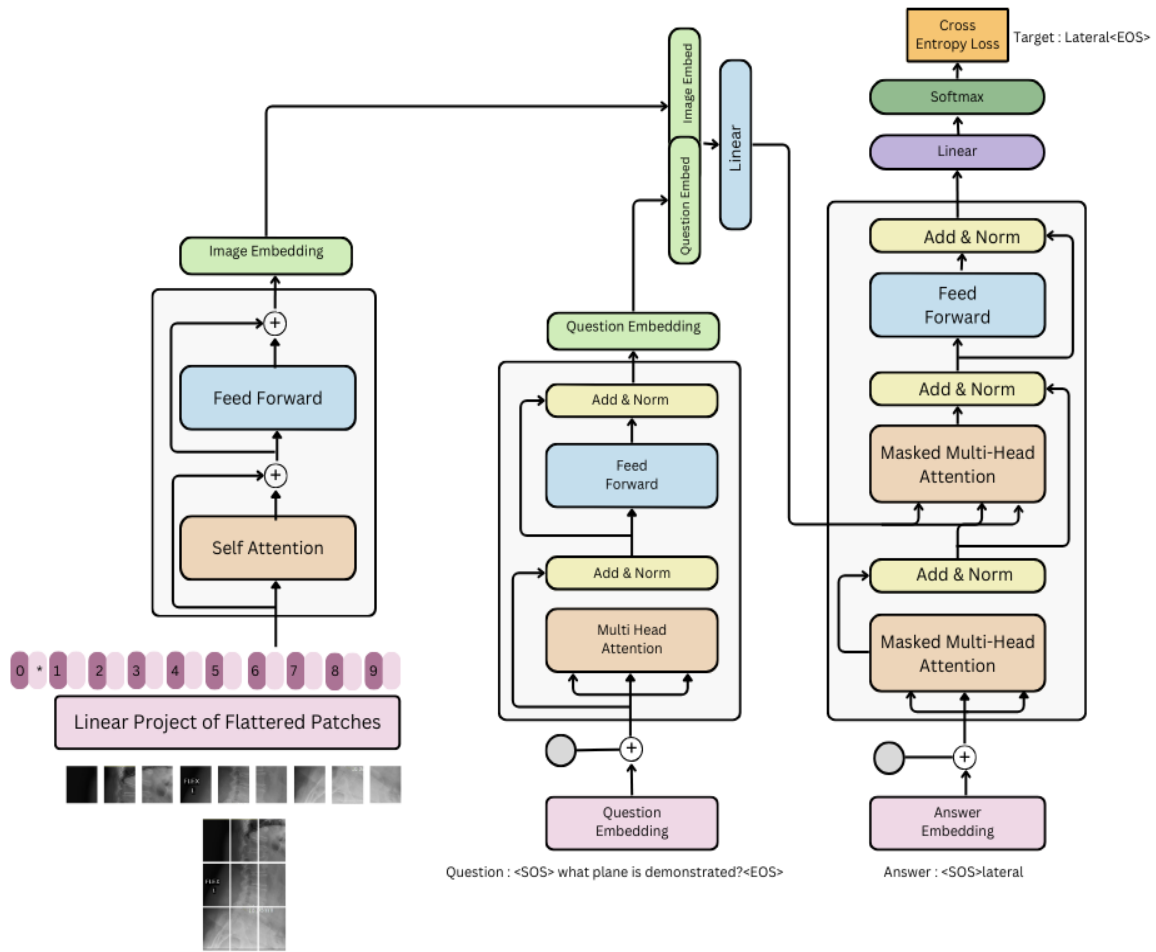 Cross
Entropy Loss
Target : Lateral<EOS>
Softmax
Linear
Image Embed
Question Embed
Linear
Add & Norm
Feed
Forward
Add & Norm
Masked Multi-Head
Attention
Add & Norm
Masked Multi-Head
Attention
Answer
Embedding
Answer : <SOS>lateral
Image Embedding
+
Feed Forward
+
Self Attention
0 * 1 2 3 4 5 6 7 8 9
Linear Project of Flattered Patches
FLEX
FLEX
Question Embedding
Add & Norm
Feed
Forward
Add & Norm
Multi Head
Attention
+
Question
Embedding
Question : <SOS> what plane is demonstrated?<EOS>
+